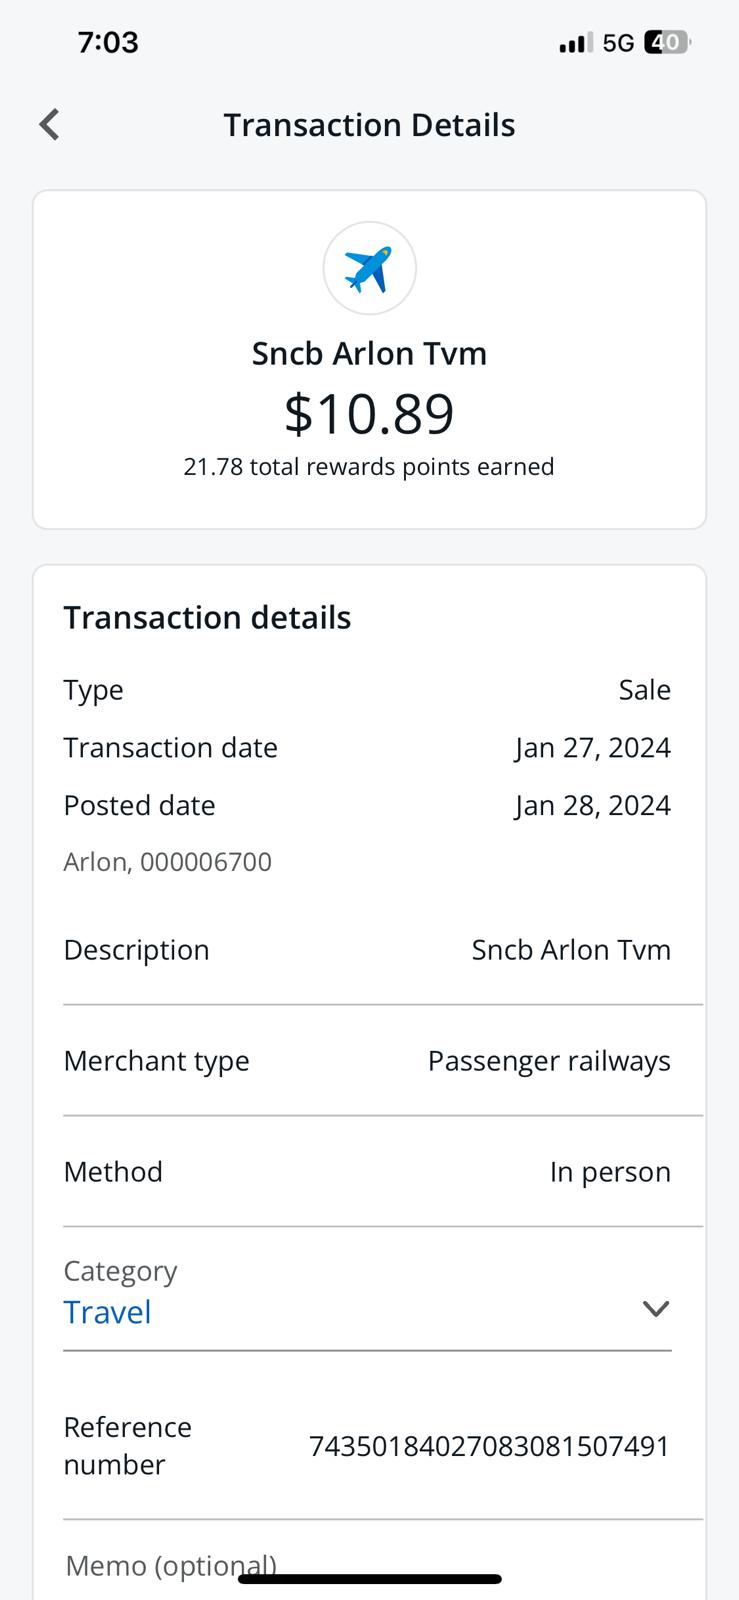 7:03
5G 40
Transaction Details
Sncb Arlon Tvm
$10.89
21.78 total rewards points earned
Transaction details
Type Sale
Transaction date Jan 27, 2024
Posted date Jan 28, 2024
Arlon, 000006700
Description Sncb Arlon Tvm
Merchant type Passenger railways
Method In person
Category
Travel
Reference
number 74350184027083081507491
Memo (optional)